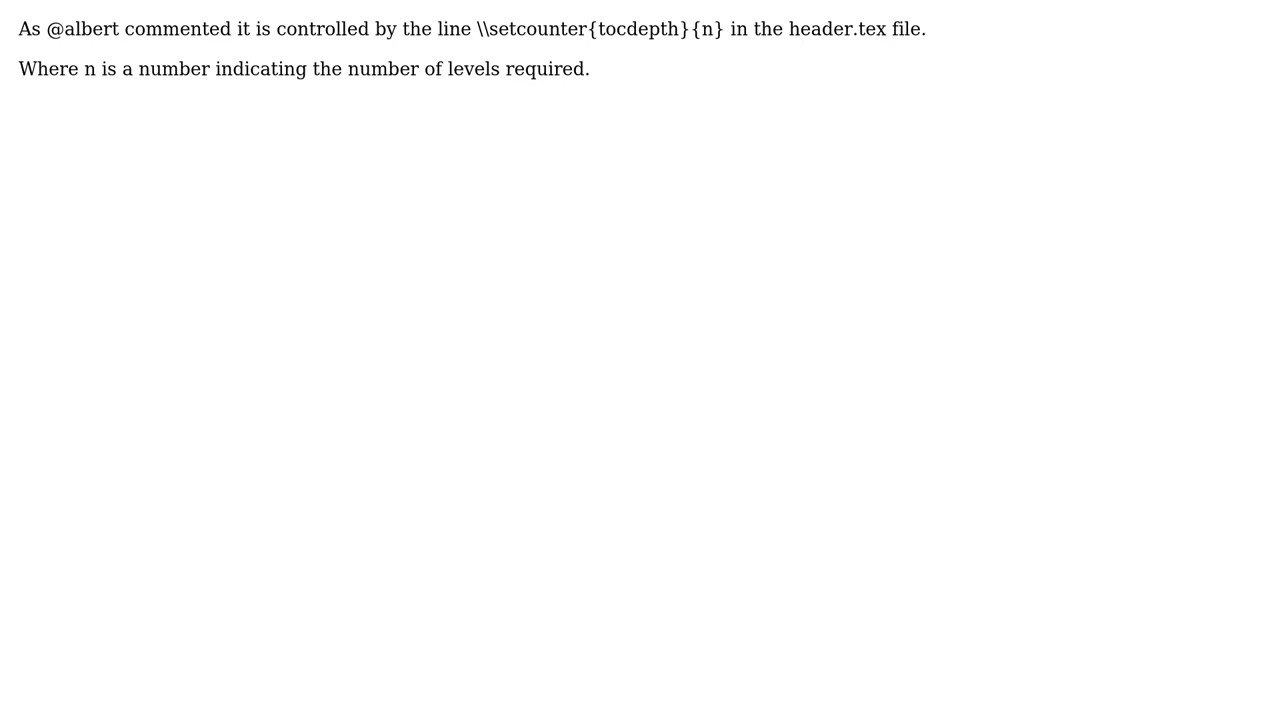 As @albert commented it is controlled by the line \\setcounter{tocdepth}{n} in the header.tex file.
Where n is a number indicating the number of levels required.